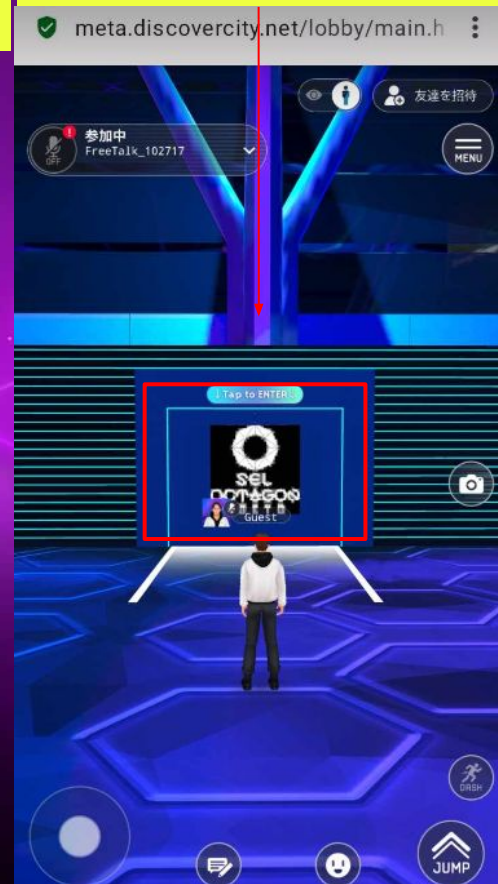 meta.discovercity.net/lobby/main.h
友達を招待
参加中
FreeTalk_102717
OFF
MENU
Tap to ENTER
SEL
OCTAGON
Guest
DASH
JUMP